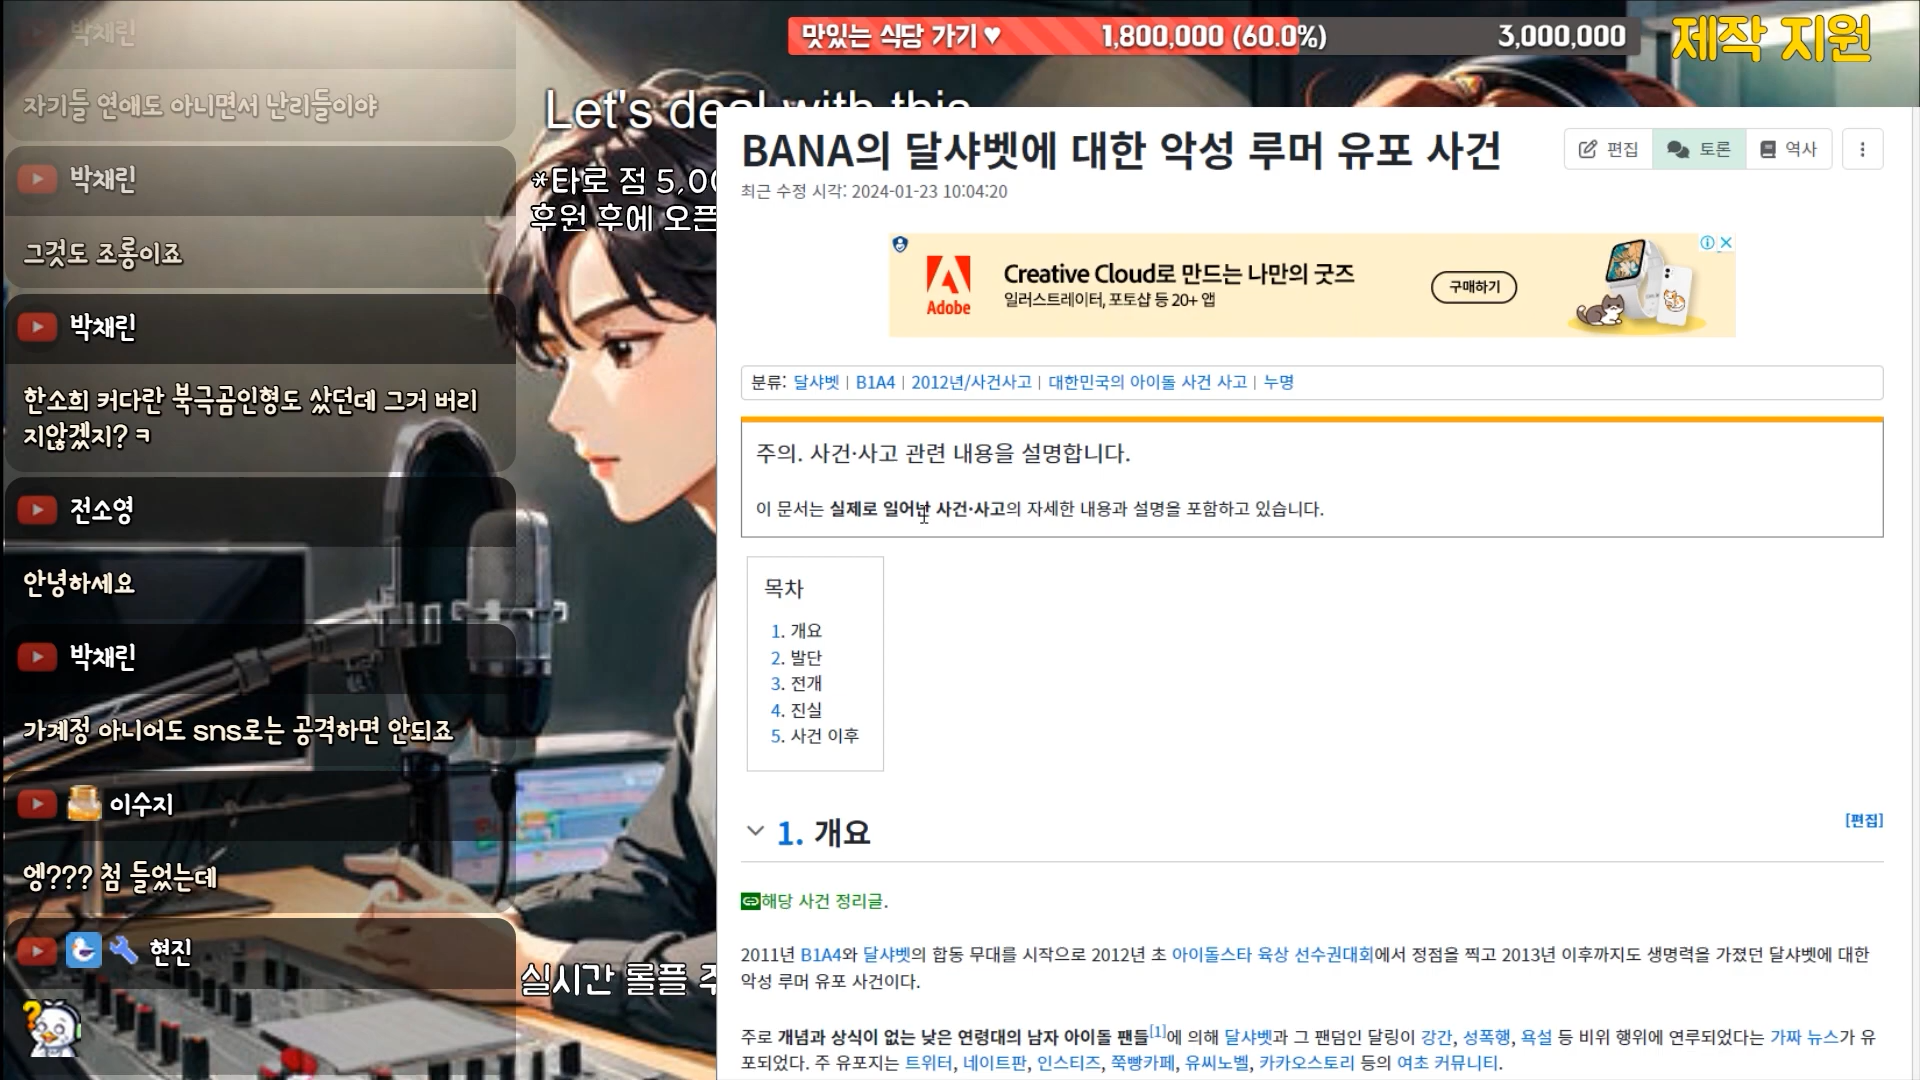 박채린
자기들 연애도 아니면서 난리들이야
박채린
그것도 조롱이죠
박채린
한소희 커다란 북극곰인형도 샀던데 그거 버리
지않겠지? ㅋ
전소영
안녕하세요
박채린
가계정 아니어도 sns로는 공격하면 안되죠
이수지
엥??? 첨 들었는데
현진
맛있는 식당 가기 ♥ 1,800,000 (60.0%) 3,000,000
제작 지원
Let's deal with this
*타로 점 5,00
후원 후에 오픈
실시간 롤플 주
BANA의 달샤벳에 대한 악성 루머 유포 사건
편집 토론 역사
최근 수정 시각: 2024-01-23 10:04:20
Adobe
Creative Cloud로 만드는 나만의 굿즈
일러스트레이터, 포토샵 등 20+ 앱
구매하기
분류: 달샤벳 | B1A4 | 2012년/사건사고 | 대한민국의 아이돌 사건 사고 | 누명
주의. 사건·사고 관련 내용을 설명합니다.
이 문서는 실제로 일어난 사건·사고의 자세한 내용과 설명을 포함하고 있습니다.
목차
1. 개요
2. 발단
3. 전개
4. 진실
5. 사건 이후
1. 개요
[편집]
해당 사건 정리글.
2011년 B1A4와 달샤벳의 합동 무대를 시작으로 2012년 초 아이돌스타 육상 선수권대회에서 정점을 찍고 2013년 이후까지도 생명력을 가졌던 달샤벳에 대한
악성 루머 유포 사건이다.
주로 개념과 상식이 없는 낮은 연령대의 남자 아이돌 팬들[1]에 의해 달샤벳과 그 팬덤인 달링이 강간, 성폭행, 욕설 등 비위 행위에 연루되었다는 가짜 뉴스가 유
포되었다. 주 유포지는 트위터, 네이트판, 인스티즈, 쭉빵카페, 유씨노벨, 카카오스토리 등의 여초 커뮤니티.